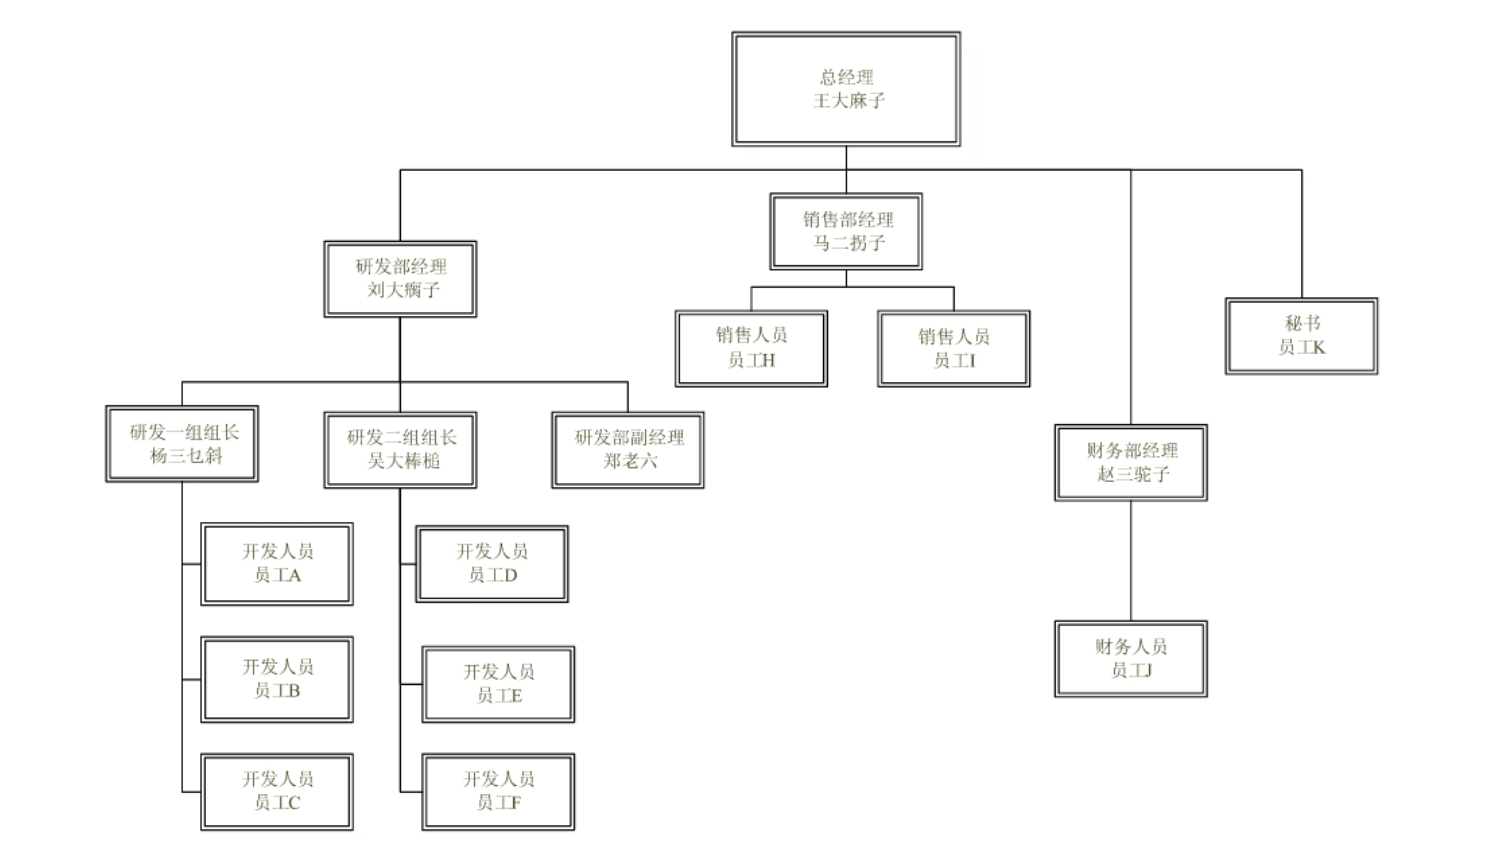 总经理
王大麻子
销售部经理
马二拐子
研发部经理
刘大瘸子
销售人员
员工H
销售人员
员工I
秘书
员工K
研发一组组长
杨三乜斜
研发二组组长
吴大棒槌
研发部副经理
郑老六
财务部经理
赵三驼子
开发人员
员工A
开发人员
员工D
开发人员
员工B
开发人员
员工E
财务人员
员工J
开发人员
员工C
开发人员
员工F